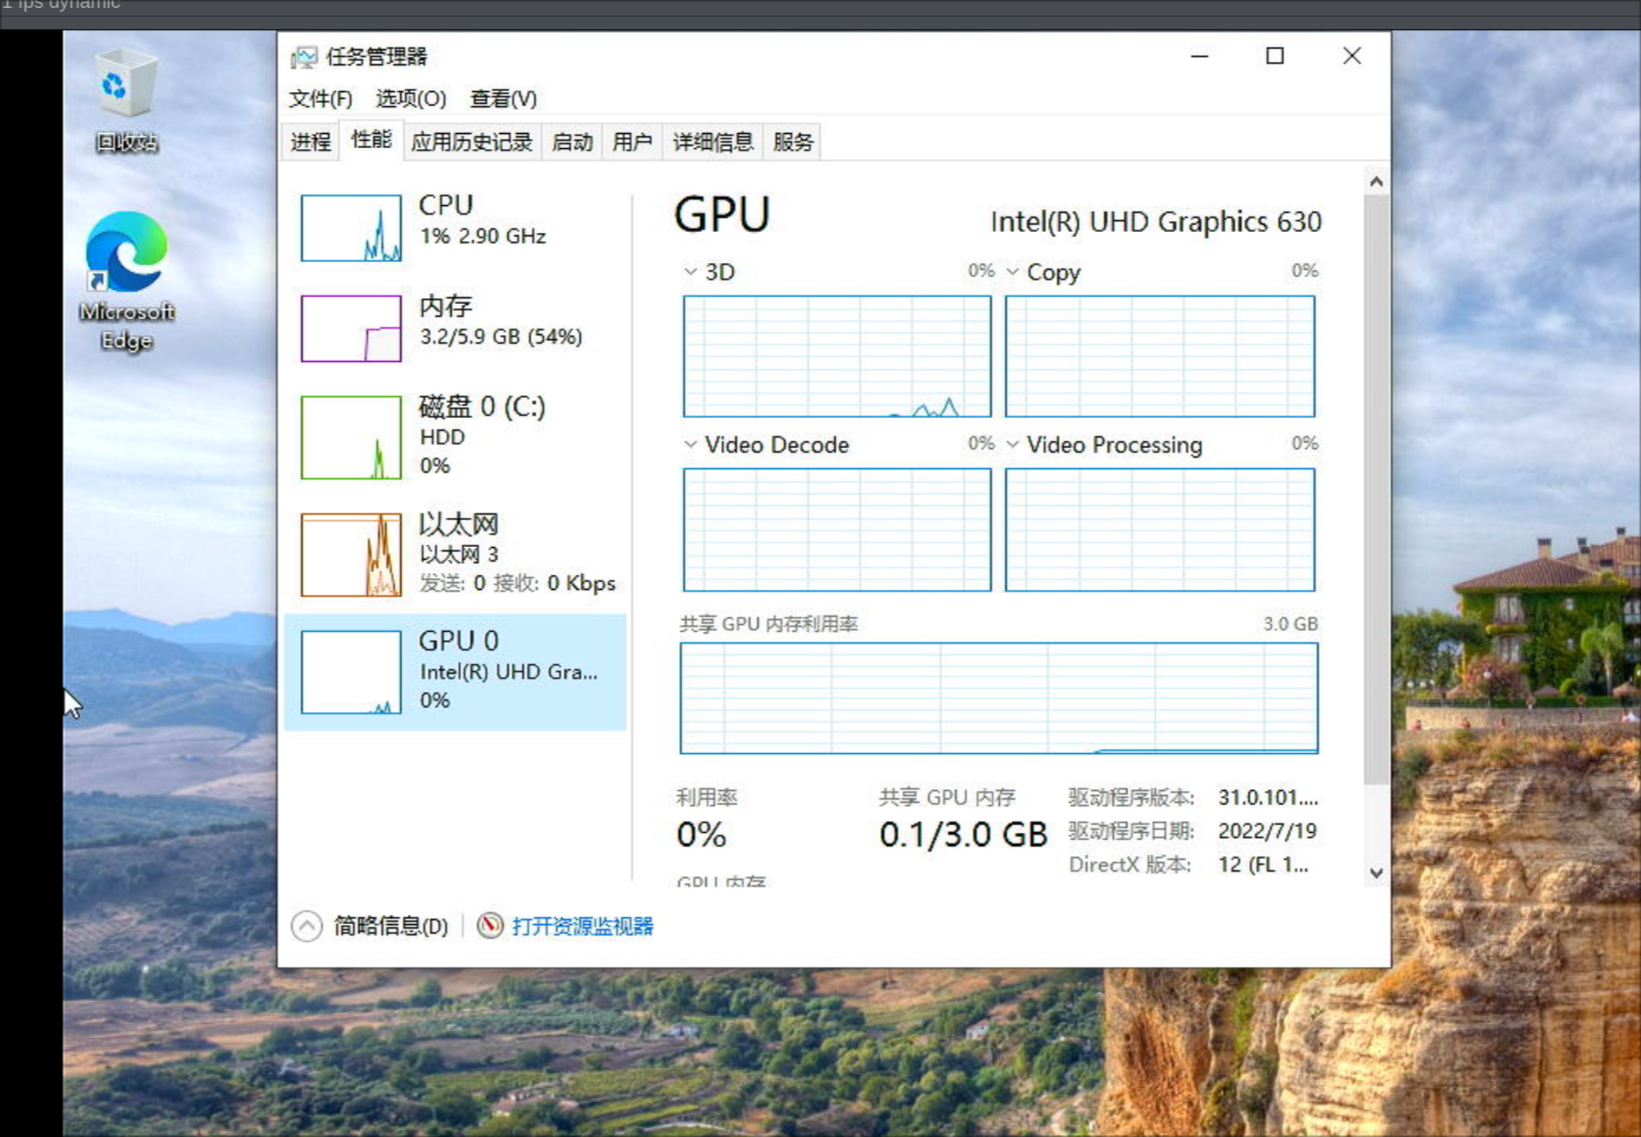 1 fps dynamic
回收站
Microsoft
Edge
任务管理器
文件(F) 选项(O) 查看(V)
进程 性能 应用历史记录 启动 用户 详细信息 服务
CPU
1% 2.90 GHz
内存
3.2/5.9 GB (54%)
磁盘 0 (C:)
HDD
0%
以太网
以太网 3
发送: 0 接收: 0 Kbps
GPU 0
Intel(R) UHD Gra...
0%
GPU Intel(R) UHD Graphics 630
3D 0% Copy 0%
Video Decode 0% Video Processing 0%
共享 GPU 内存利用率 3.0 GB
利用率
0%
共享 GPU 内存
0.1/3.0 GB
驱动程序版本: 31.0.101....
驱动程序日期: 2022/7/19
DirectX 版本: 12 (FL 1...
GPU 内存
简略信息(D) 打开资源监视器